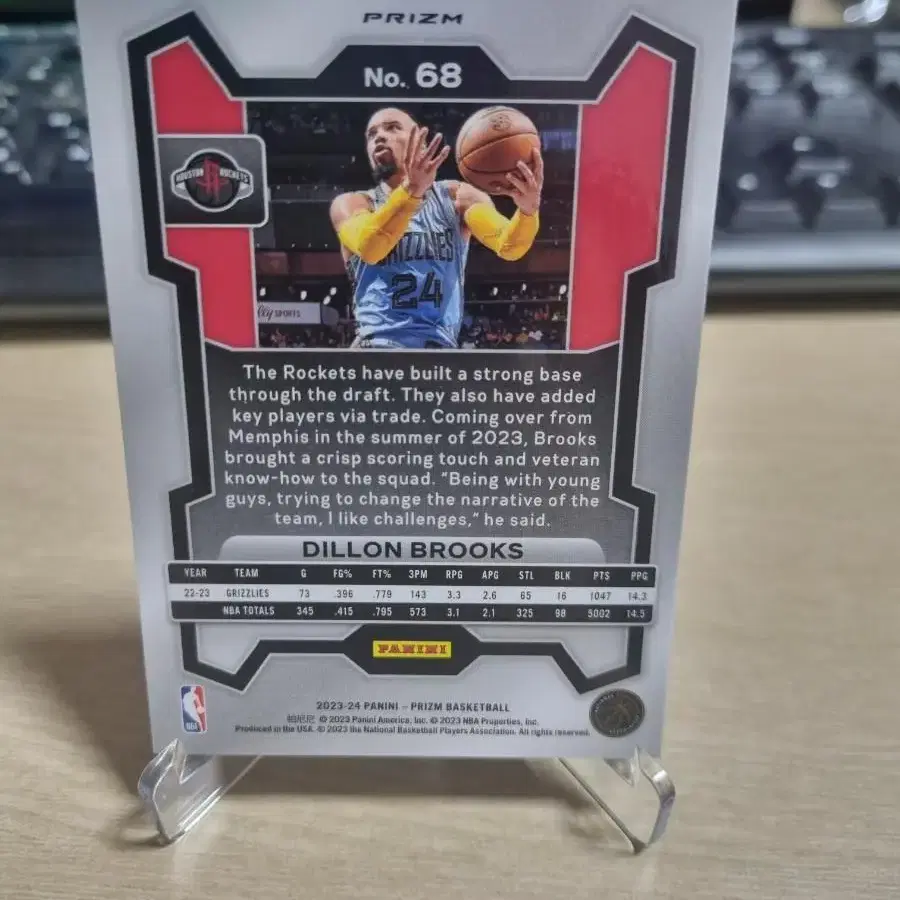 PRIZM
No. 68
HOUSTON ROCKETS
GRIZZLIES
24
SPORTS
The Rockets have built a strong base
through the draft. They also have added
key players via trade. Coming over from
Memphis in the summer of 2023, Brooks
brought a crisp scoring touch and veteran
know-how to the squad. "Being with young
guys, trying to change the narrative of the
team, I like challenges," he said.
DILLON BROOKS
YEAR TEAM G FG% FT% 3PM RPG APG STL BLK PTS PPG
22-23 GRIZZLIES 73 .396 .779 143 3.3 2.6 65 16 1047 14.3
NBA TOTALS 345 .415 .795 573 3.1 2.1 325 98 5002 14.5
PANINI
2023-24 PANINI – PRIZM BASKETBALL
帕尼尼 © 2023 Panini America, Inc. © 2023 NBA Properties, Inc.
Produced in the USA. © 2023 the National Basketball Players Association. All rights reserved.
NBA